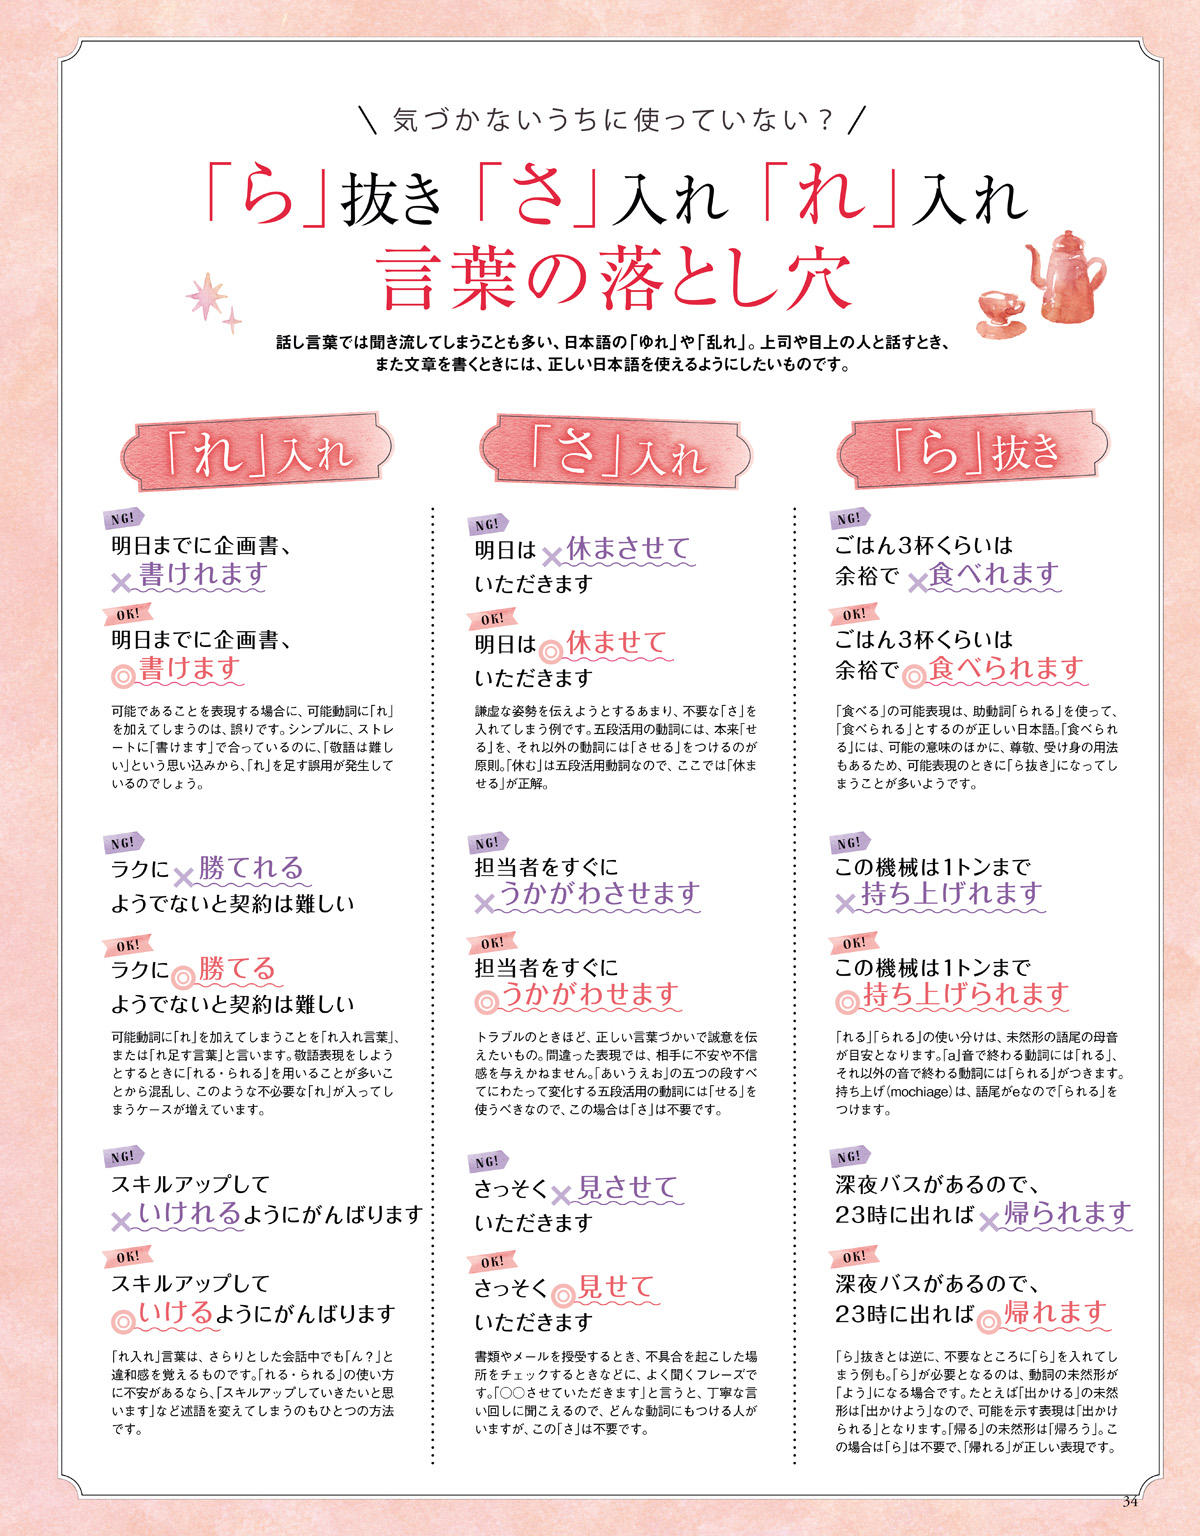 気づかないうちに使っていない？
「ら」抜き「さ」入れ「れ」入れ
言葉の落とし穴
話し言葉では聞き流してしまうことも多い、日本語の「ゆれ」や「乱れ」。上司や目上の人と話すとき、
また文章を書くときには、正しい日本語を使えるようにしたいものです。
「れ」入れ
NG!
明日までに企画書、
×書けれます
OK!
明日までに企画書、
◎書けます
可能であることを表現する場合に、可能動詞に「れ」
を加えてしまうのは、誤りです。シンプルに、ストレ
ートに「書けます」で合っているのに、「敬語は難し
い」という思い込みから、「れ」を足す誤用が発生して
いるのでしょう。
NG!
ラクに×勝てれる
ようでないと契約は難しい
OK!
ラクに◎勝てる
ようでないと契約は難しい
可能動詞に「れ」を加えてしまうことを「れ入れ言葉」、
または「れ足す言葉」と言います。敬語表現をしよう
とするときに「れる・られる」を用いることが多いこ
とから混乱し、このような不必要な「れ」が入ってし
まうケースが増えています。
NG!
スキルアップして
×いけれるようにがんばります
OK!
スキルアップして
◎いけるようにがんばります
「れ入れ」言葉は、さらりとした会話中でも「ん？」と
違和感を覚えるものです。「れる・られる」の使い方
に不安があるなら、「スキルアップしていきたいと思
います」など述語を変えてしまうのもひとつの方法
です。
「さ」入れ
NG!
明日は×休まさせて
いただきます
OK!
明日は◎休ませて
いただきます
謙虚な姿勢を伝えようとするあまり、不要な「さ」を
入れてしまう例です。五段活用の動詞には、本来「せ
る」を、それ以外の動詞には「させる」をつけるのが
原則。「休む」は五段活用動詞なので、ここでは「休ま
せる」が正解。
NG!
担当者をすぐに
×うかがわさせます
OK!
担当者をすぐに
◎うかがわせます
トラブルのときほど、正しい言葉づかいで誠意を伝
えたいもの。間違った表現では、相手に不安や不信
感を与えかねません。「あいうえお」の五つの段すべ
てにわたって変化する五段活用の動詞には「せる」を
使うべきなので、この場合は「さ」は不要です。
NG!
さっそく×見させて
いただきます
OK!
さっそく◎見せて
いただきます
書類やメールを授受するとき、不具合を起こした場
所をチェックするときなどに、よく聞くフレーズで
す。「○○させていただきます」と言うと、丁寧な言
い回しに聞こえるので、どんな動詞にもつける人が
いますが、この「さ」は不要です。
「ら」抜き
NG!
ごはん3杯くらいは
余裕で×食べれます
OK!
ごはん3杯くらいは
余裕で◎食べられます
「食べる」の可能表現は、助動詞「られる」を使って、
「食べられる」とするのが正しい日本語。「食べられ
る」には、可能の意味のほかに、尊敬、受け身の用法
もあるため、可能表現のときに「ら抜き」になってし
まうことが多いようです。
NG!
この機械は1トンまで
×持ち上げれます
OK!
この機械は1トンまで
◎持ち上げられます
「れる」「られる」の使い分けは、未然形の語尾の母音
が目安となります。「a」音で終わる動詞には「れる」、
それ以外の音で終わる動詞には「られる」がつきます。
持ち上げ（mochiage）は、語尾がeなので「られる」を
つけます。
NG!
深夜バスがあるので、
23時に出れば×帰られます
OK!
深夜バスがあるので、
23時に出れば◎帰れます
「ら」抜きとは逆に、不要なところに「ら」を入れてし
まう例も。「ら」が必要となるのは、動詞の未然形が
「よう」になる場合です。たとえば「出かける」の未然
形は「出かけよう」なので、可能を示す表現は「出かけ
られる」となります。「帰る」の未然形は「帰ろう」。こ
の場合は「ら」は不要で、「帰れる」が正しい表現です。
34